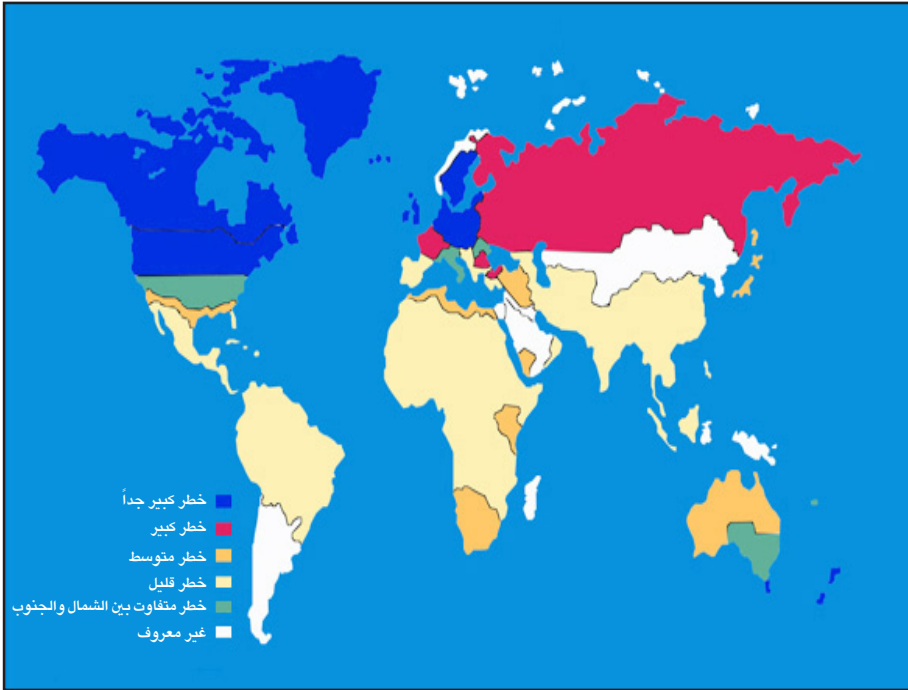 خطر كبير جداً
خطر كبير
خطر متوسط
خطر قليل
خطر متفاوت بين الشمال والجنوب
غير معروف